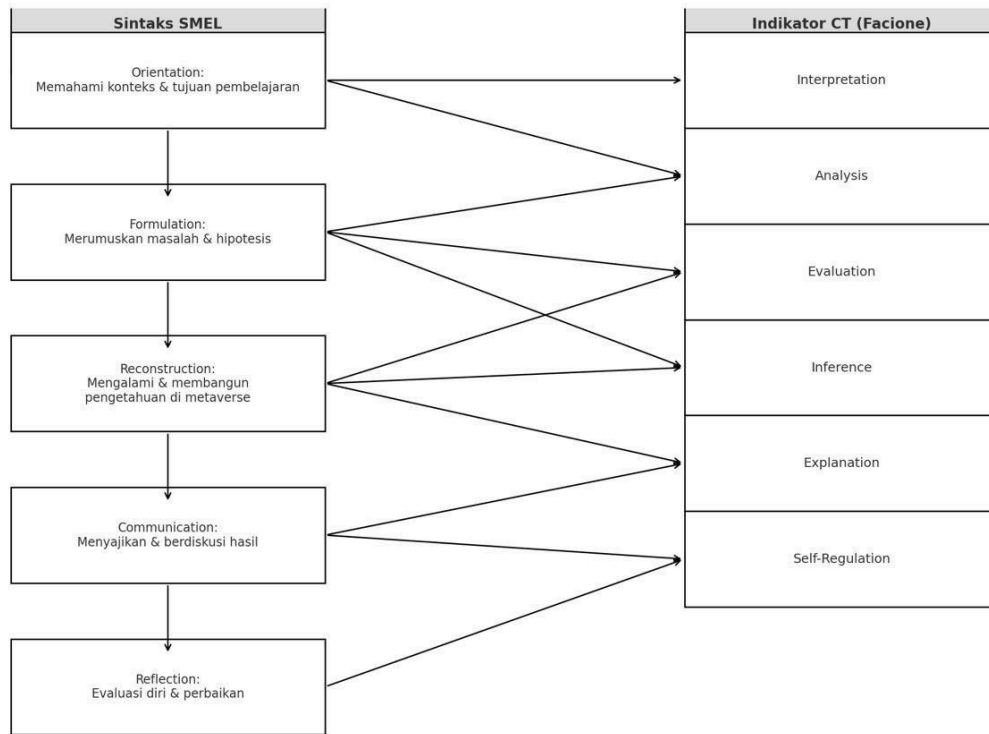 Sintaks SMEL
Orientation:
Memahami konteks & tujuan pembelajaran
Formulation:
Merumuskan masalah & hipotesis
Reconstruction:
Mengalami & membangun
pengetahuan di metaverse
Communication:
Menyajikan & berdiskusi hasil
Reflection:
Evaluasi diri & perbaikan
Indikator CT (Facione)
Interpretation
Analysis
Evaluation
Inference
Explanation
Self-Regulation